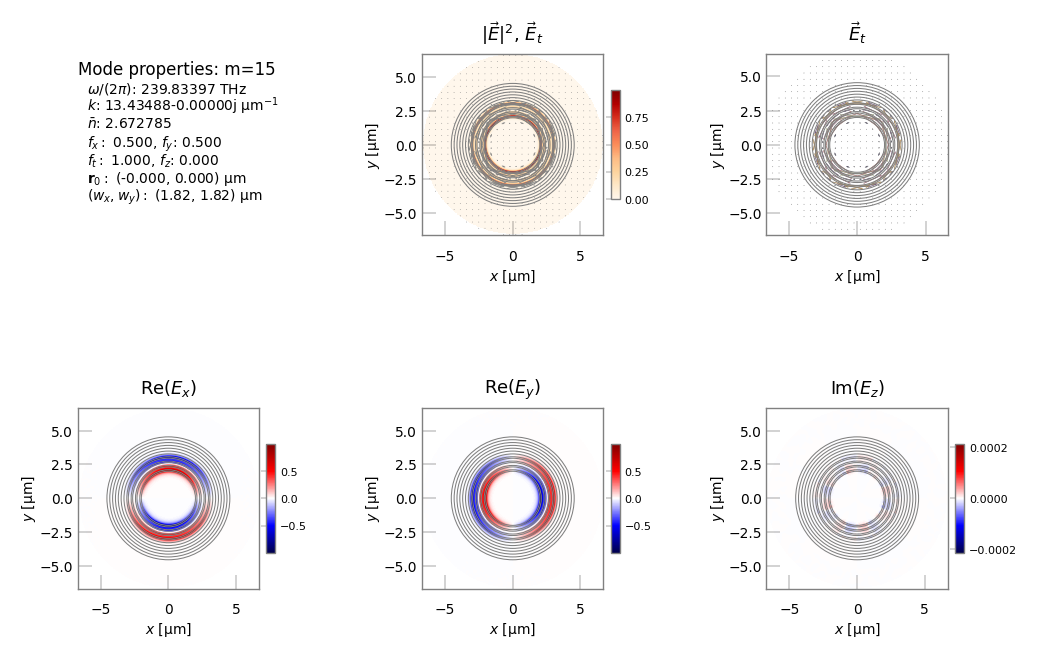 Mode properties: m=15
ω/(2π): 239.83397 THz
k: 13.43488-0.00000j μm⁻¹
n̄: 2.672785
fₓ: 0.500, f_y: 0.500
fₜ: 1.000, f_z: 0.000
r₀: (-0.000, 0.000) μm
(wₓ, w_y): (1.82, 1.82) μm
|E⃗|², E⃗ₜ
5.0
2.5
0.0
−2.5
−5.0
y [μm]
−5 0 5
x [μm]
0.75
0.50
0.25
0.00
E⃗ₜ
5.0
2.5
0.0
−2.5
−5.0
y [μm]
−5 0 5
x [μm]
Re(Eₓ)
5.0
2.5
0.0
−2.5
−5.0
y [μm]
−5 0 5
x [μm]
0.5
0.0
−0.5
Re(E_y)
5.0
2.5
0.0
−2.5
−5.0
y [μm]
−5 0 5
x [μm]
0.5
0.0
−0.5
Im(E_z)
5.0
2.5
0.0
−2.5
−5.0
y [μm]
−5 0 5
x [μm]
0.0002
0.0000
−0.0002